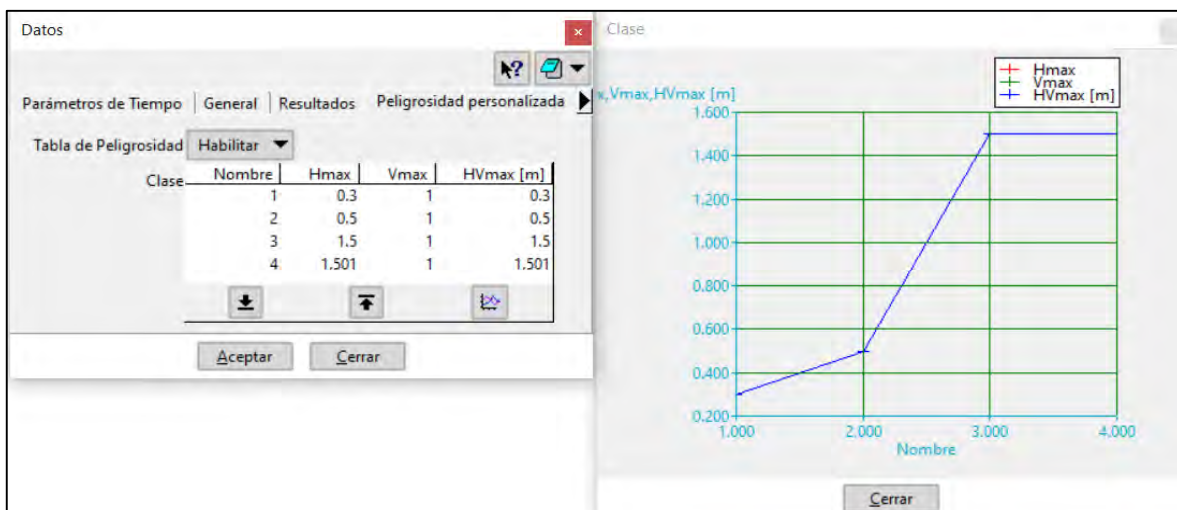 Datos
Parámetros de Tiempo General Resultados Peligrosidad personalizada
Tabla de Peligrosidad Habilitar
Clase Nombre Hmax Vmax HVmax [m]
1 0.3 1 0.3
2 0.5 1 0.5
3 1.5 1 1.5
4 1.501 1 1.501
Aceptar Cerrar
Clase
Hmax
Vmax
HVmax [m]
x,Vmax,HVmax [m]
1.600
1.400
1.200
1.000
0.800
0.600
0.400
0.200
1.000 2.000 3.000 4.000
Nombre
Cerrar